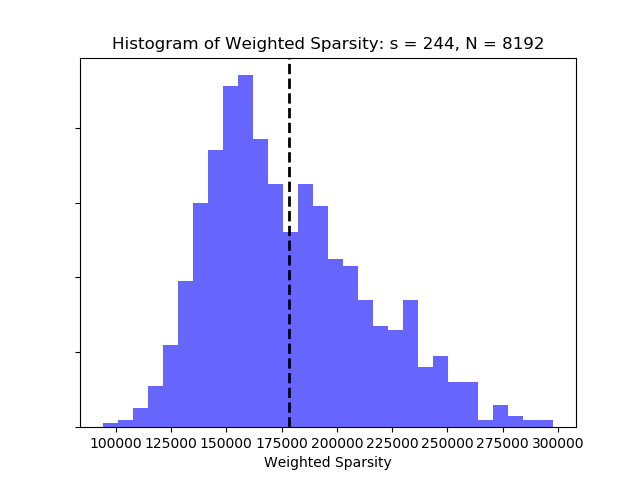 Histogram of Weighted Sparsity: s = 244, N = 8192
100000 125000 150000 175000 200000 225000 250000 275000 300000
Weighted Sparsity